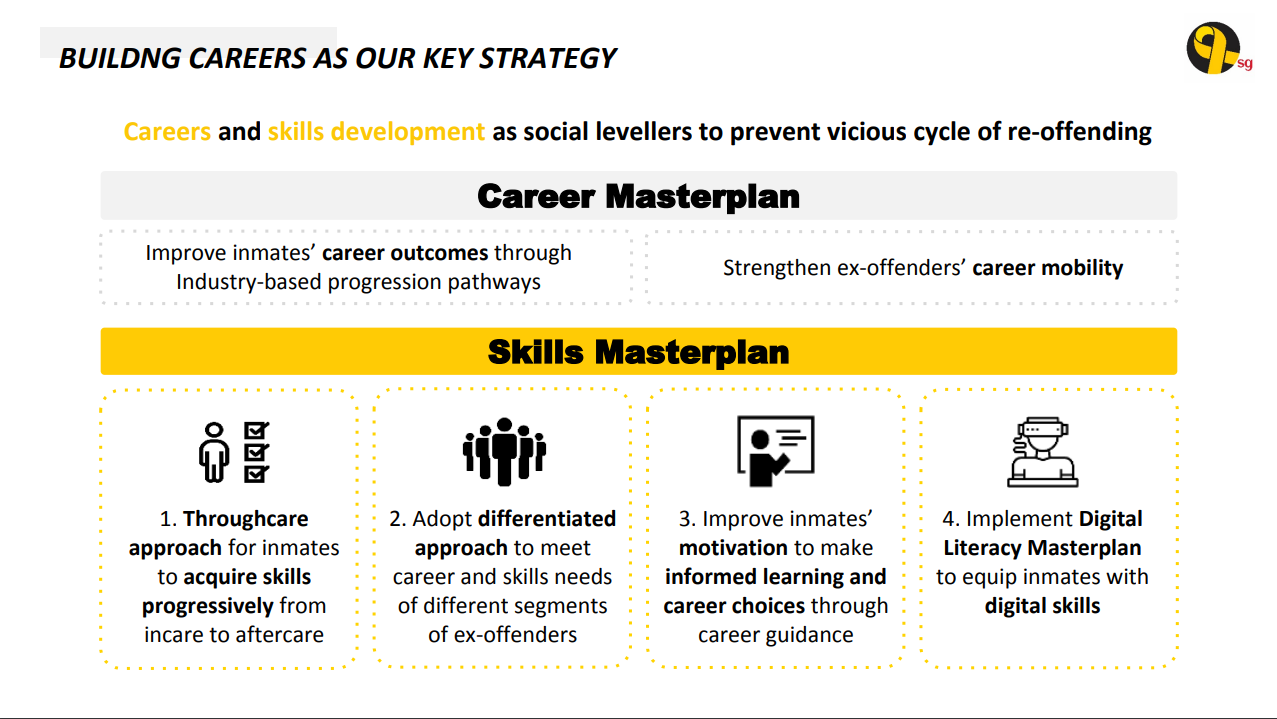 BUILDNG CAREERS AS OUR KEY STRATEGY
sg
Careers and skills development as social levellers to prevent vicious cycle of re-offending
Career Masterplan
Improve inmates’ career outcomes through
Industry-based progression pathways
Strengthen ex-offenders’ career mobility
Skills Masterplan
1. Throughcare
approach for inmates
to acquire skills
progressively from
incare to aftercare
2. Adopt differentiated
approach to meet
career and skills needs
of different segments
of ex-offenders
3. Improve inmates’
motivation to make
informed learning and
career choices through
career guidance
4. Implement Digital
Literacy Masterplan
to equip inmates with
digital skills